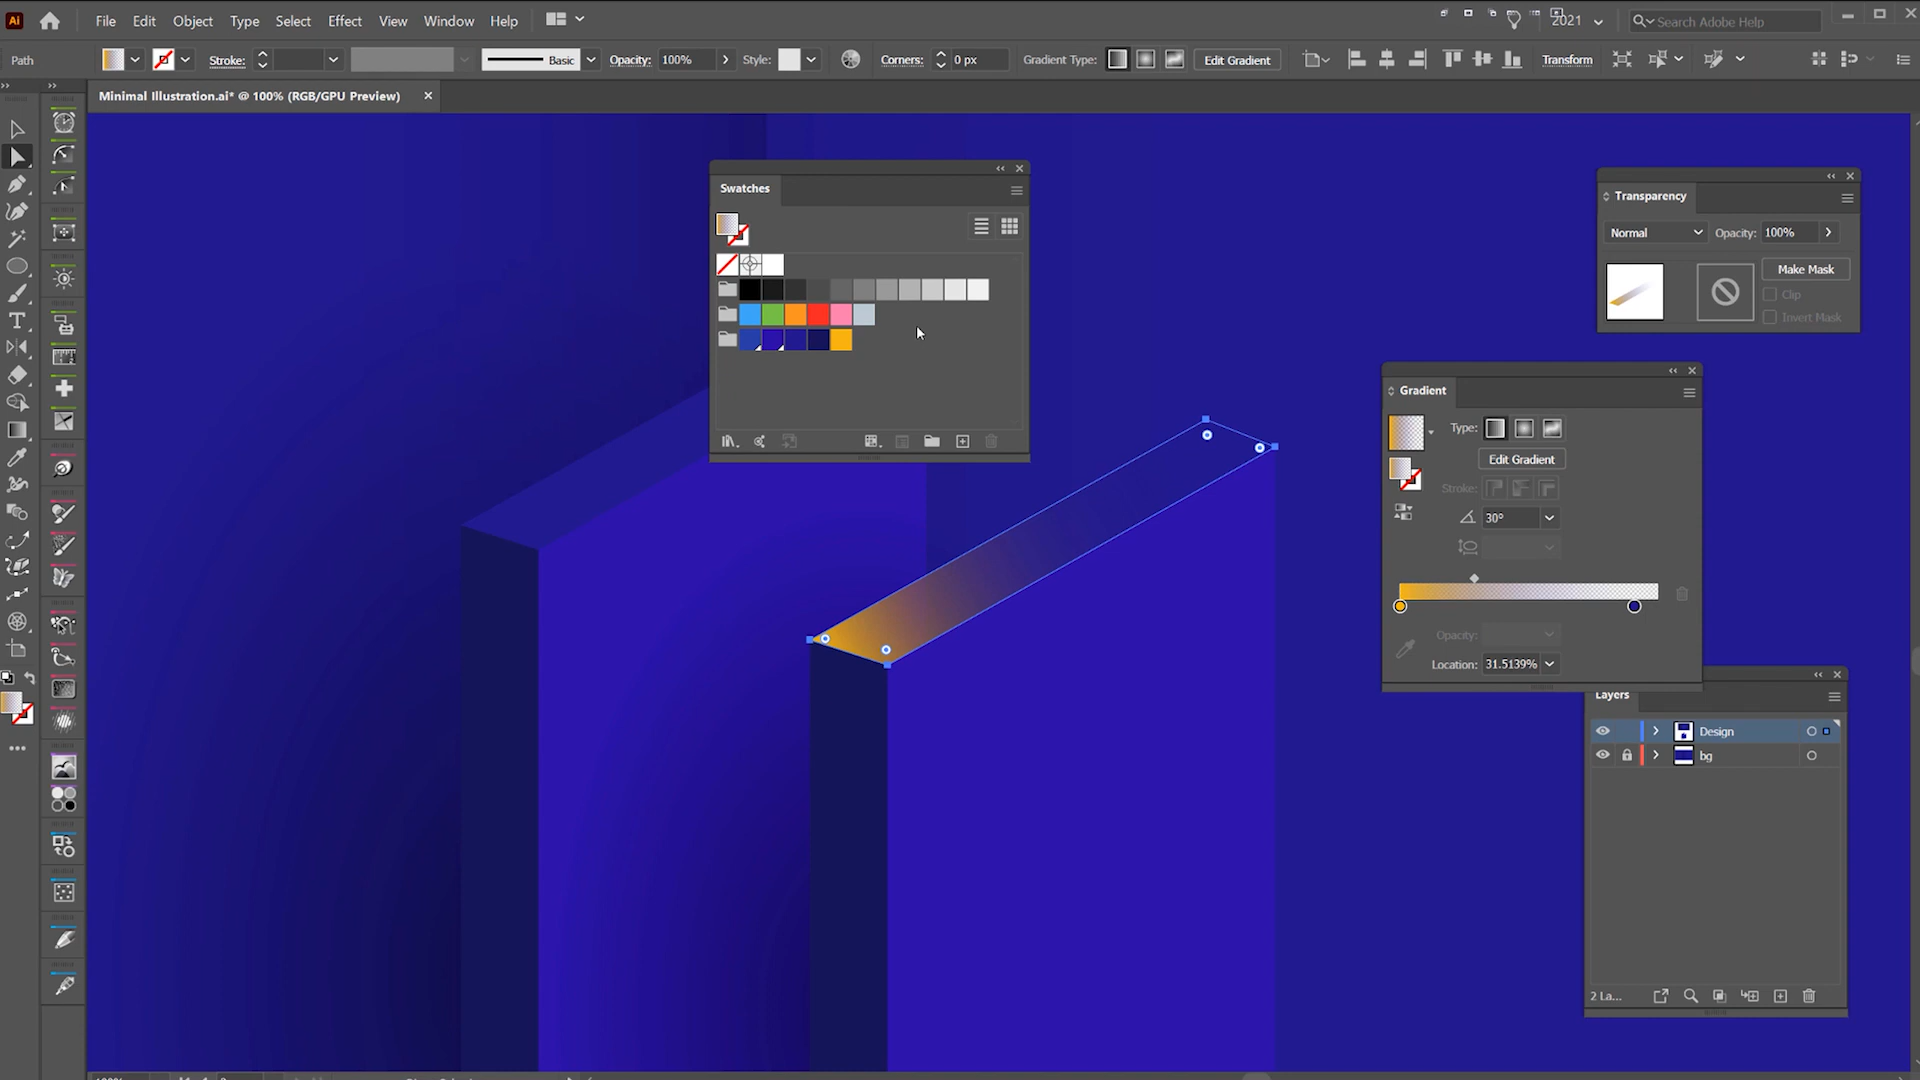 Ai File Edit Object Type Select Effect View Window Help 2021 Search Adobe Help
Path Stroke: Basic Opacity: 100% Style: Corners: 0 px Gradient Type: Edit Gradient Transform
Minimal Illustration.ai* @ 100% (RGB/GPU Preview)
Swatches
Transparency
Normal Opacity: 100%
Make Mask
Clip
Invert Mask
Gradient
Type:
Edit Gradient
Stroke:
30°
Opacity:
Location: 31.5139%
Layers
Design
bg
2 La...